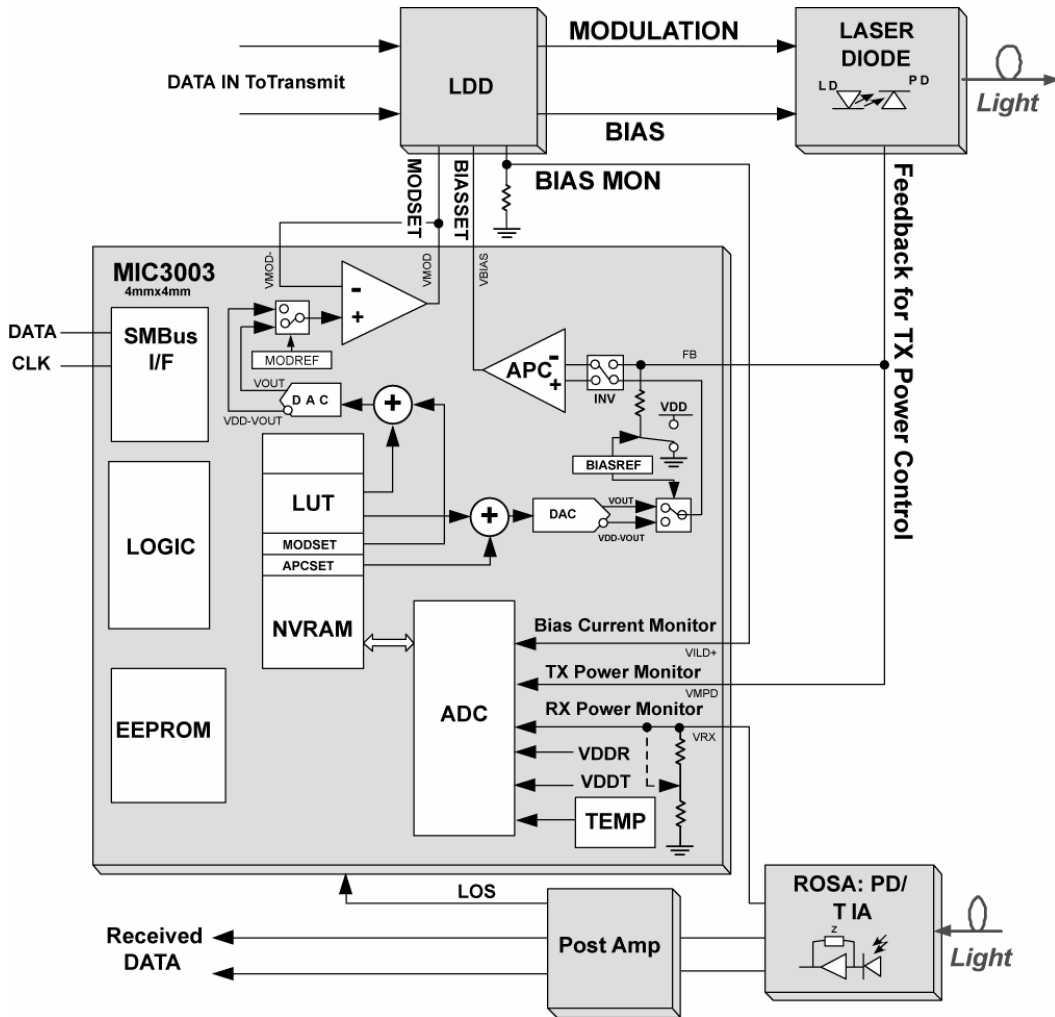 MODULATION
LASER
DIODE
LD
PD
Light
DATA IN ToTransmit
LDD
BIAS
BIAS MON
MODSET
BIASSET
Feedback for TX Power Control
MIC3003
4mmx4mm
VMOD-
VMOD
VBIAS
DATA
CLK
SMBus
I/F
MODREF
APC
INV
FB
VDD
VOUT
DAC
VDD-VOUT
BIASREF
LUT
DAC
VOUT
VDD-VOUT
MODSET
APCSET
LOGIC
NVRAM
ADC
Bias Current Monitor
VILD+
TX Power Monitor
VMPD
RX Power Monitor
VRX
VDDR
VDDT
TEMP
EEPROM
LOS
Post Amp
ROSA: PD/
T IA
Z
Light
Received
DATA